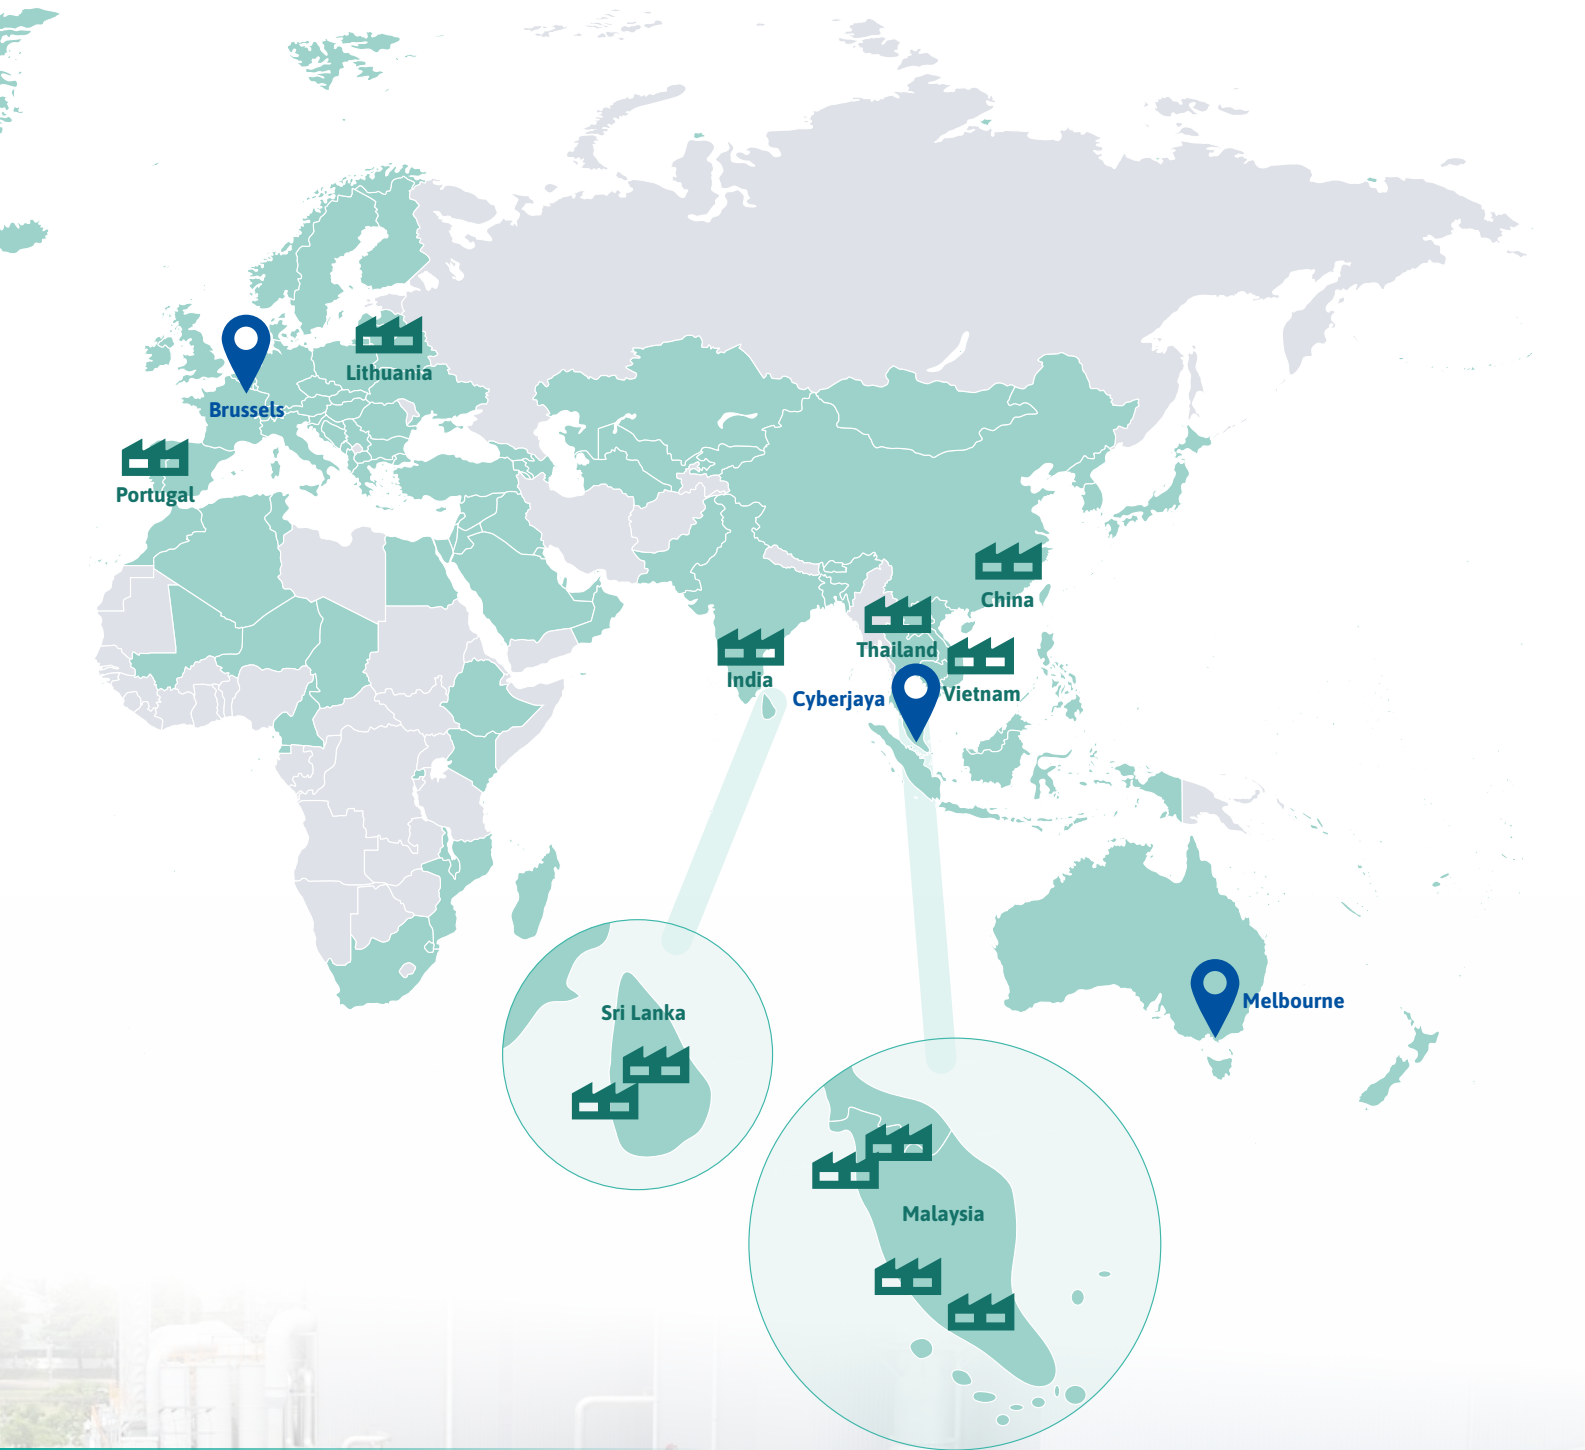 Lithuania
Brussels
Portugal
China
Thailand
India
Cyberjaya
Vietnam
Melbourne
Sri Lanka
Malaysia